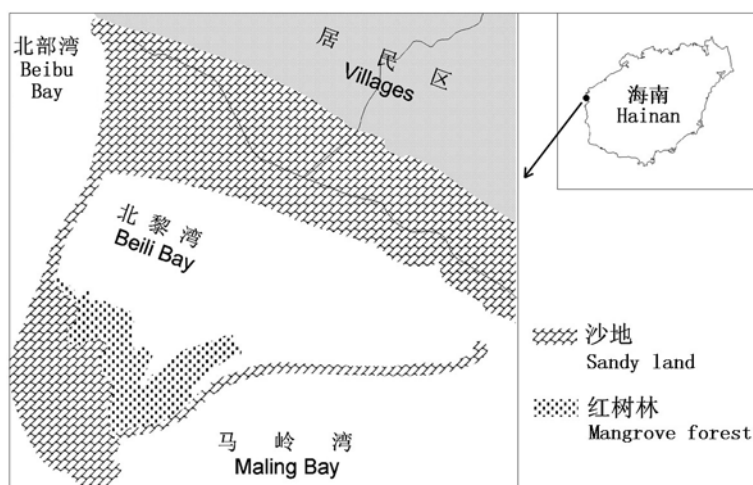 北部湾
Beibu
Bay
居民区
Villages
海南
Hainan
北黎湾
Beili Bay
沙地
Sandy land
红树林
Mangrove forest
马岭湾
Maling Bay